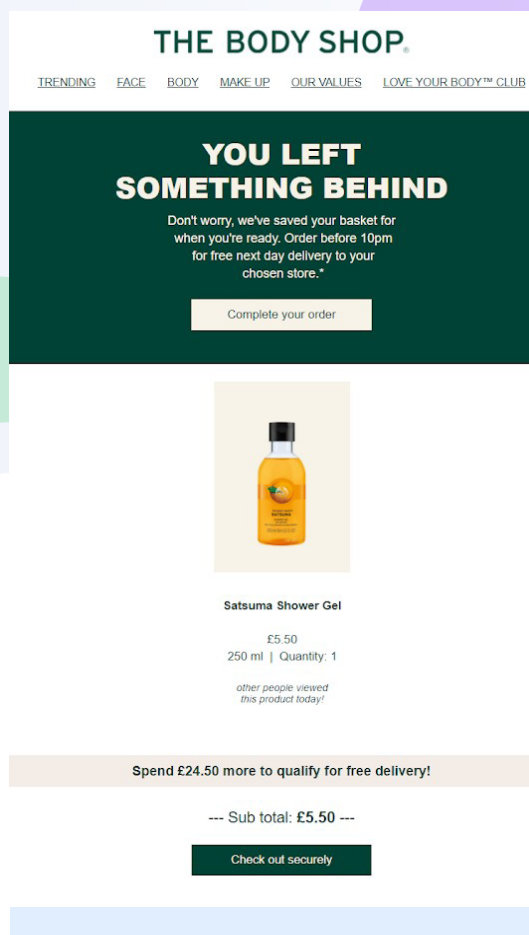 THE BODY SHOP.
TRENDING FACE BODY MAKE UP OUR VALUES LOVE YOUR BODY™ CLUB
YOU LEFT
SOMETHING BEHIND
Don't worry, we've saved your basket for
when you're ready. Order before 10pm
for free next day delivery to your
chosen store.*
Complete your order
SATSUMA
Satsuma Shower Gel
£5.50
250 ml | Quantity: 1
other people viewed
this product today!
Spend £24.50 more to qualify for free delivery!
--- Sub total: £5.50 ---
Check out securely